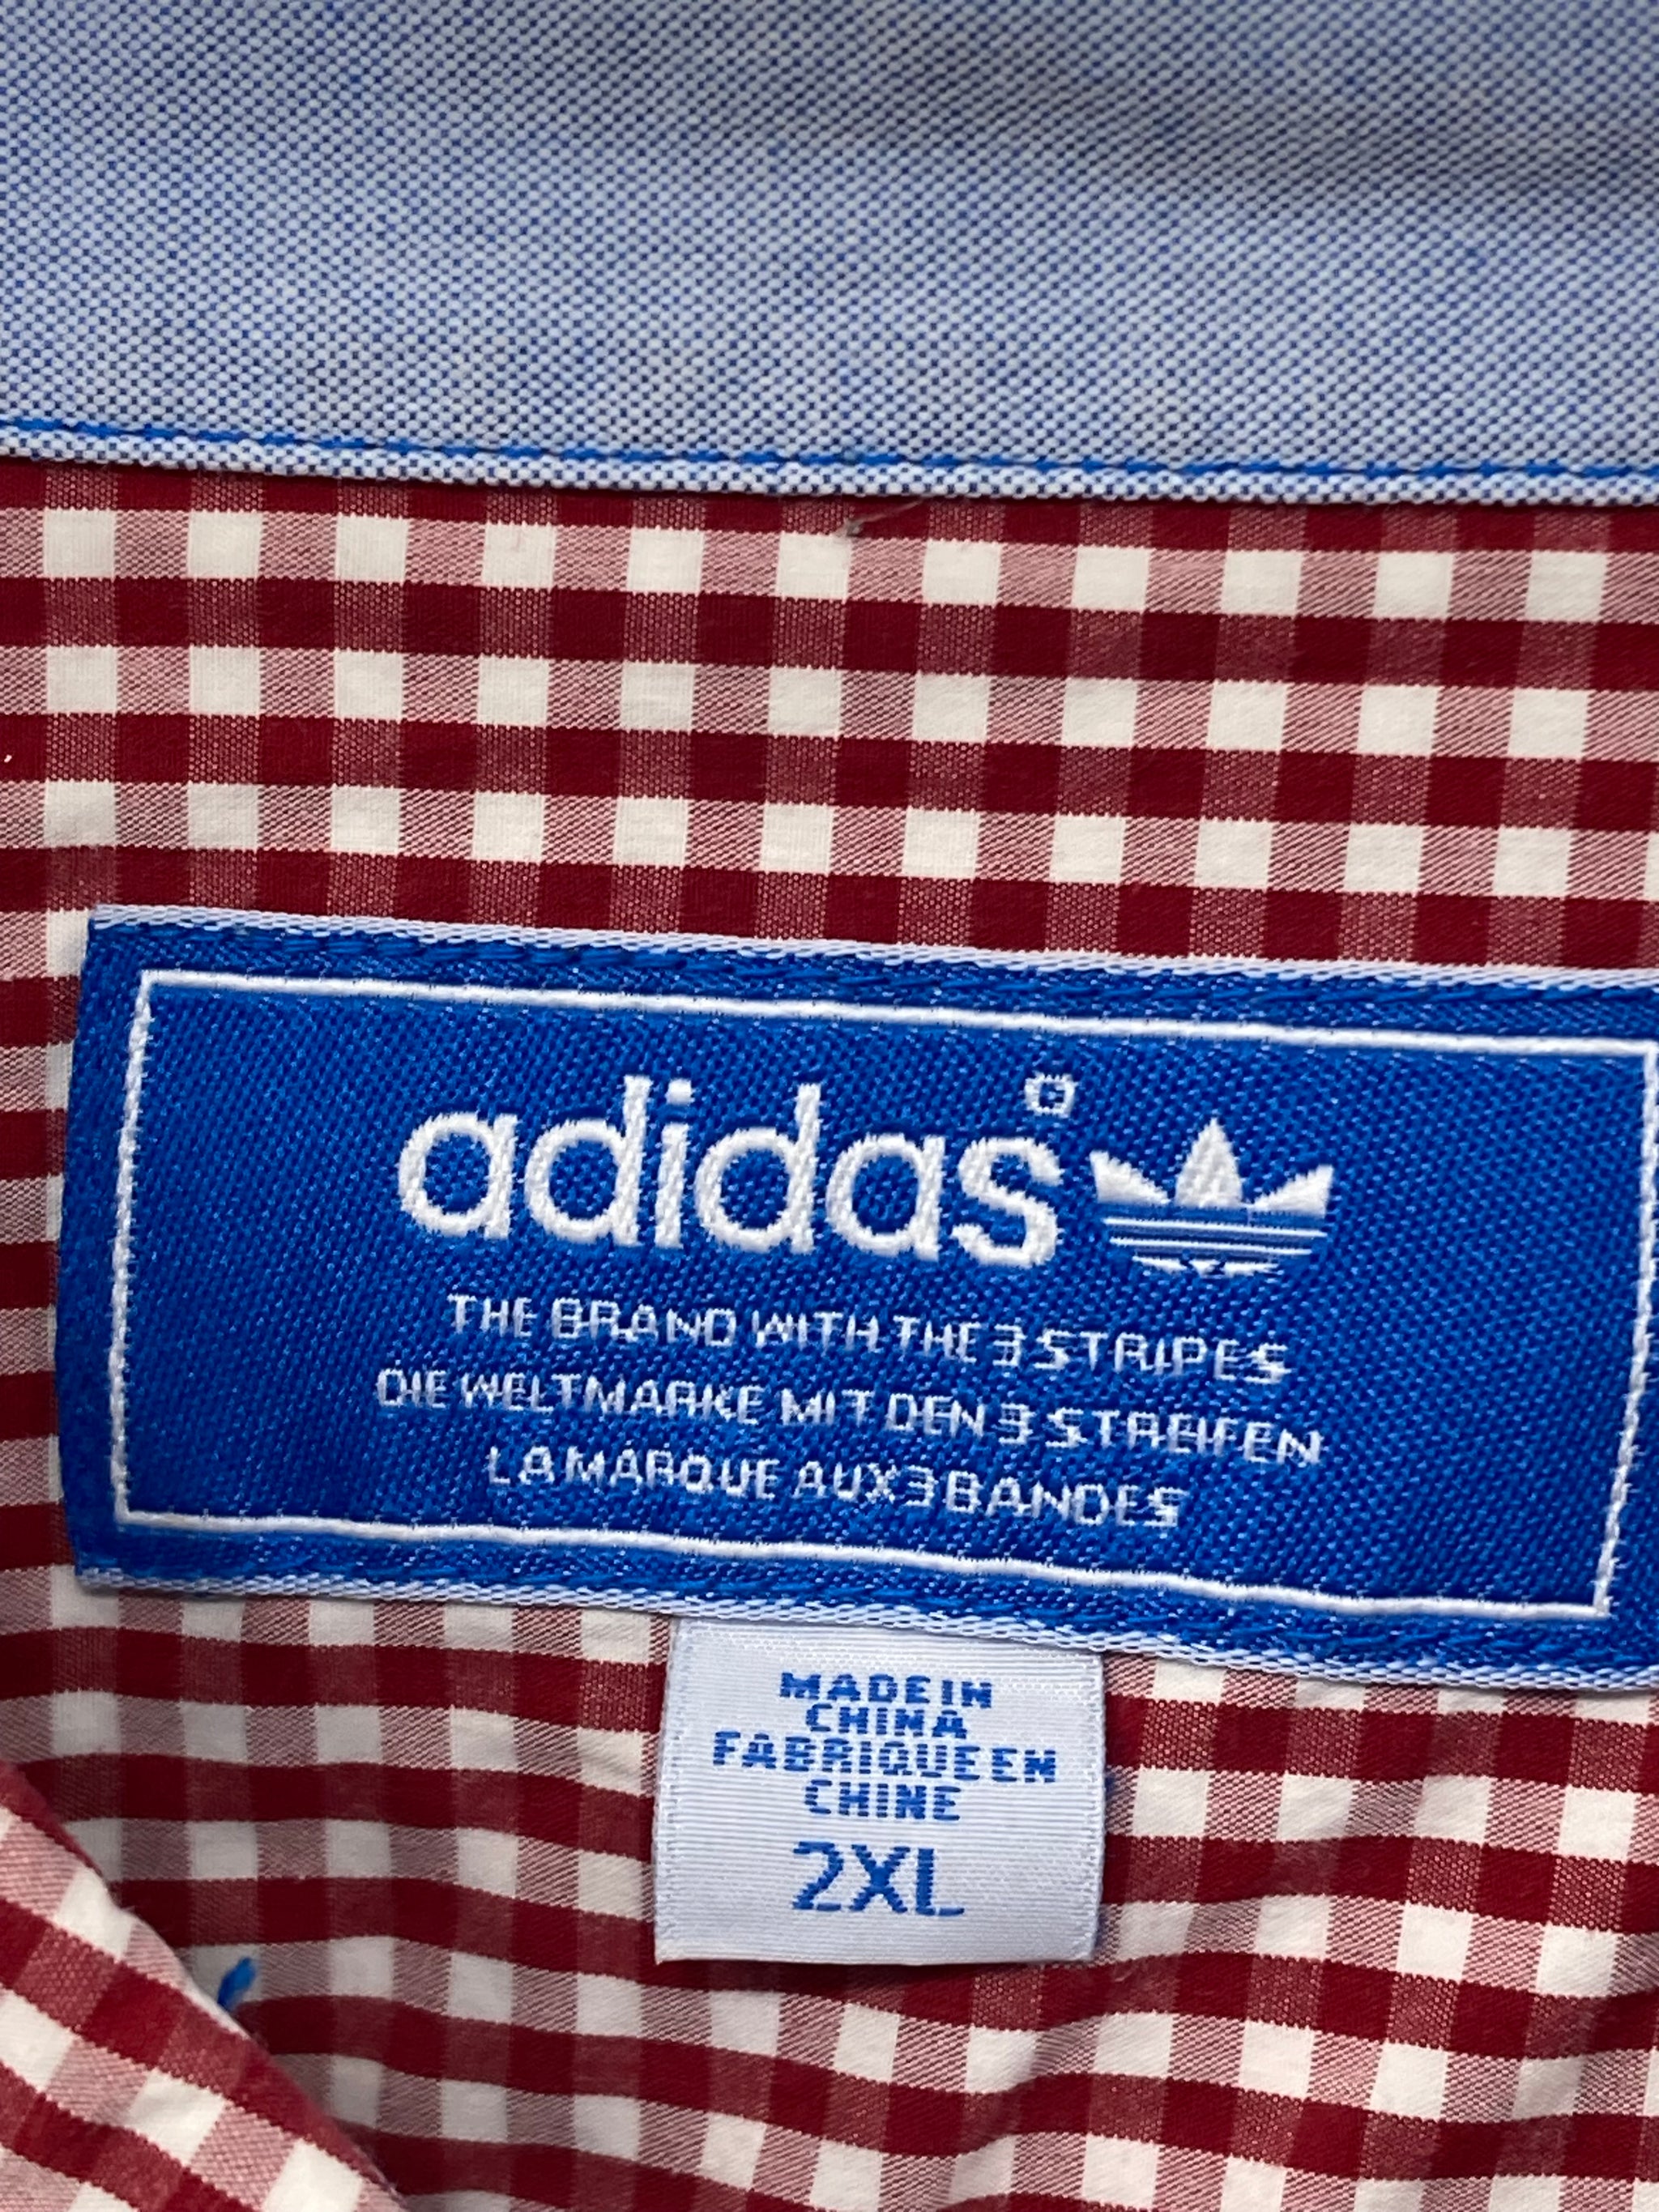 adidas
THE BRAND WITH THE 3 STRIPES
DIE WELTMARKE MIT DEN 3 STREIFEN
LA MARQUE AUX 3 BANDES
MADE IN
CHINA
FABRIQUE EN
CHINE
2XL